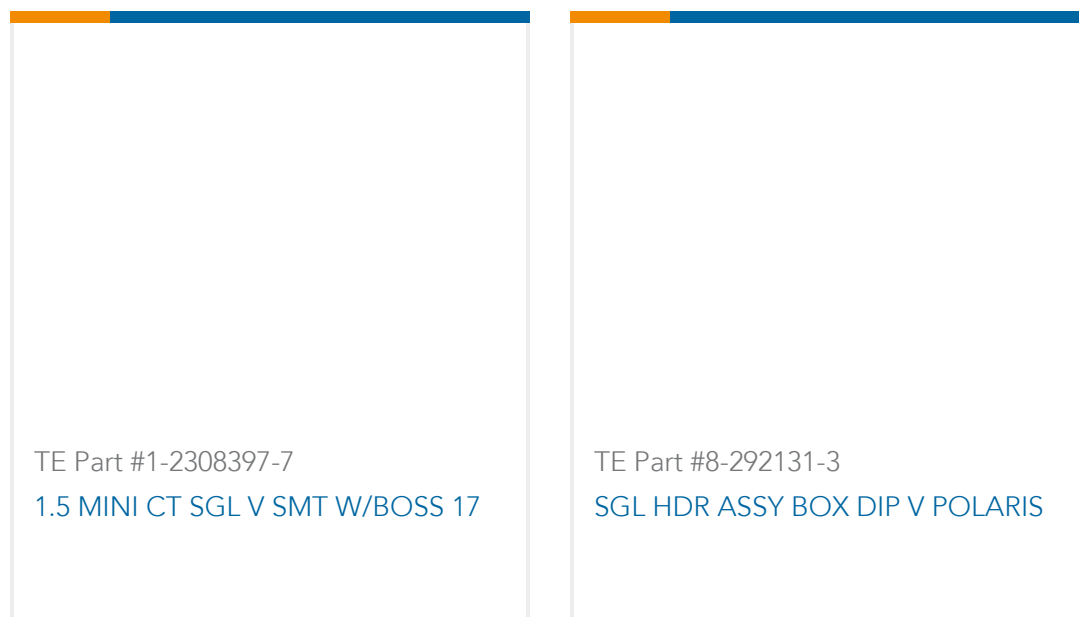 TE Part #1-2308397-7
1.5 MINI CT SGL V SMT W/BOSS 17
TE Part #8-292131-3
SGL HDR ASSY BOX DIP V POLARIS